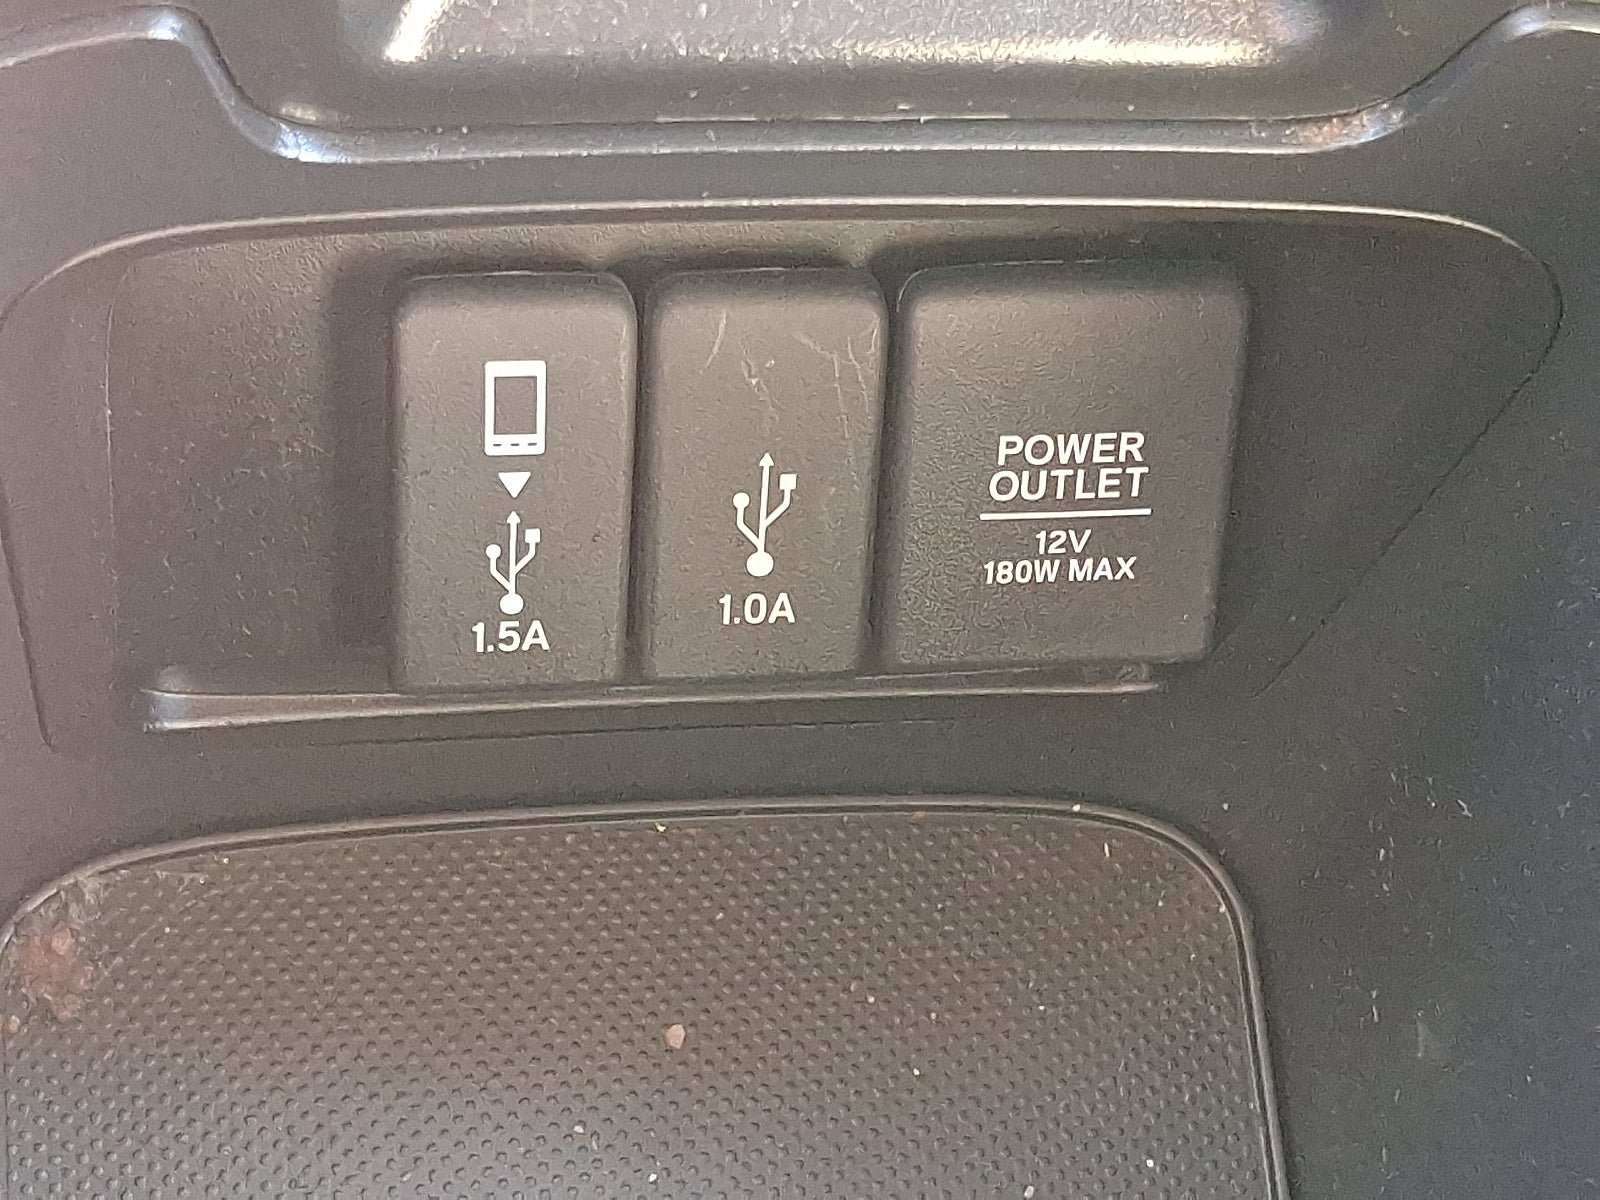 1.5A
1.0A
POWER
OUTLET
12V
180W MAX